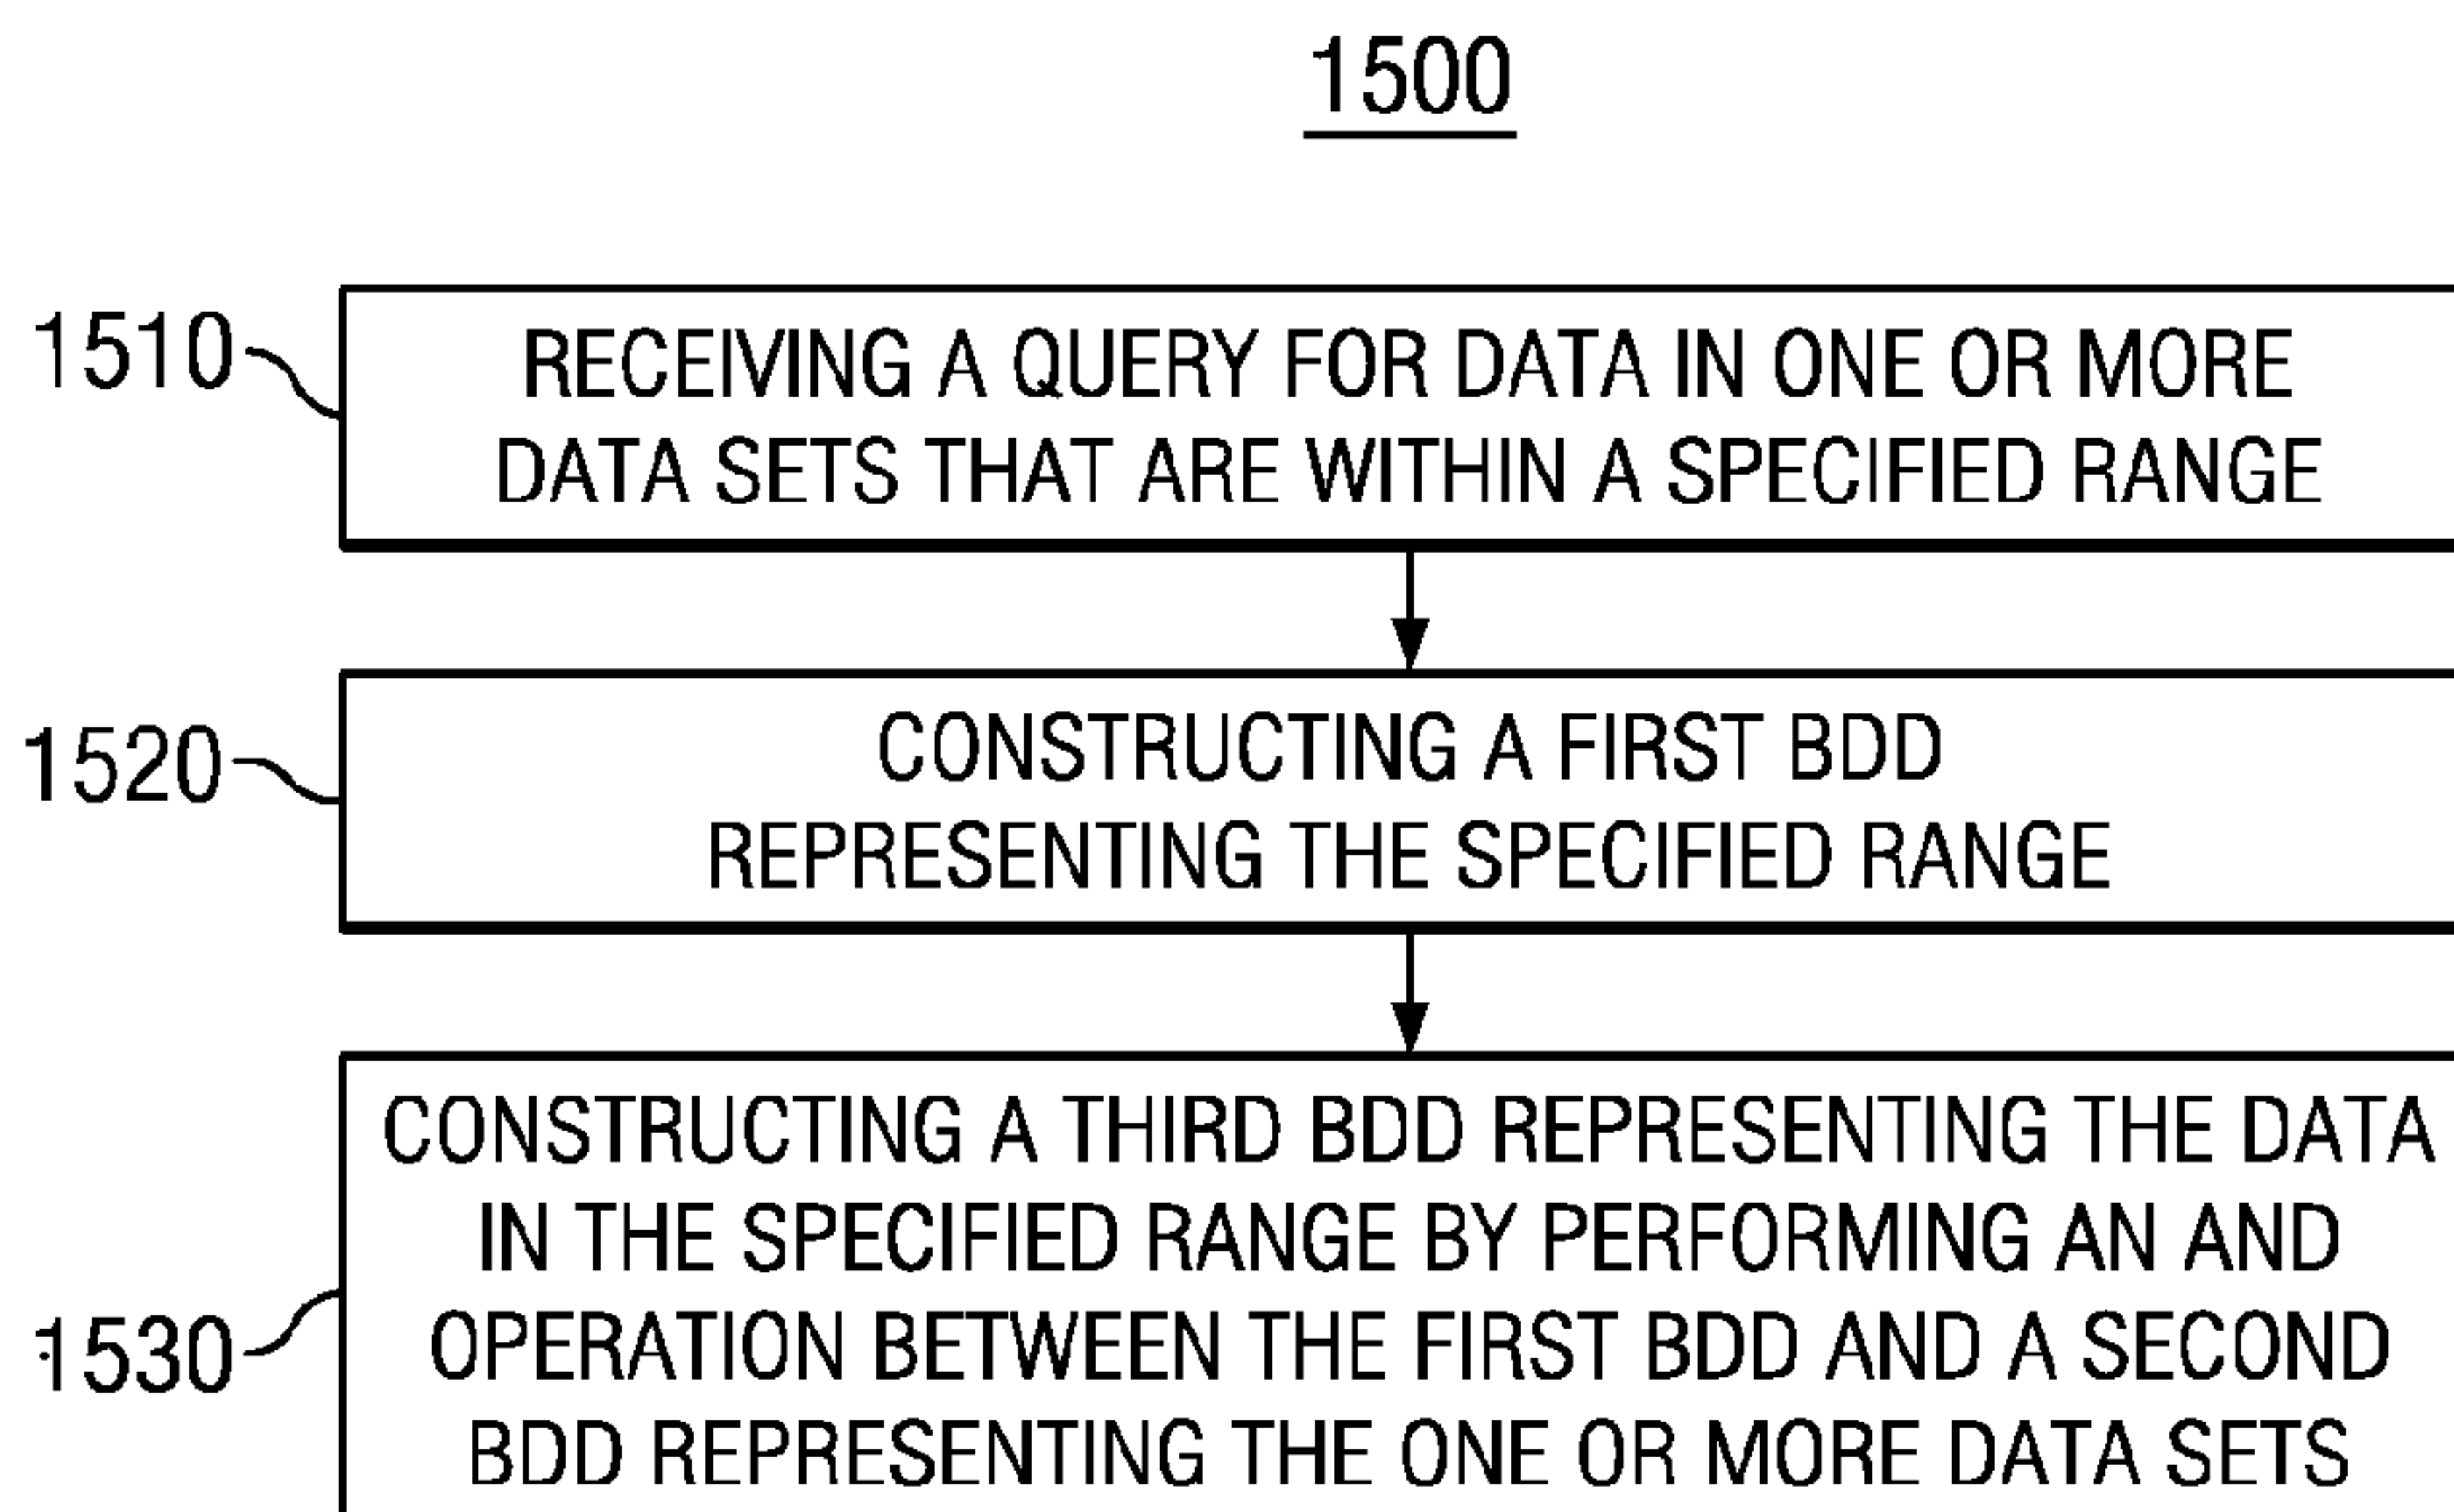 1500
1510
RECEIVING A QUERY FOR DATA IN ONE OR MORE
DATA SETS THAT ARE WITHIN A SPECIFIED RANGE
1520
CONSTRUCTING A FIRST BDD
REPRESENTING THE SPECIFIED RANGE
1530
CONSTRUCTING A THIRD BDD REPRESENTING THE DATA
IN THE SPECIFIED RANGE BY PERFORMING AN AND
OPERATION BETWEEN THE FIRST BDD AND A SECOND
BDD REPRESENTING THE ONE OR MORE DATA SETS